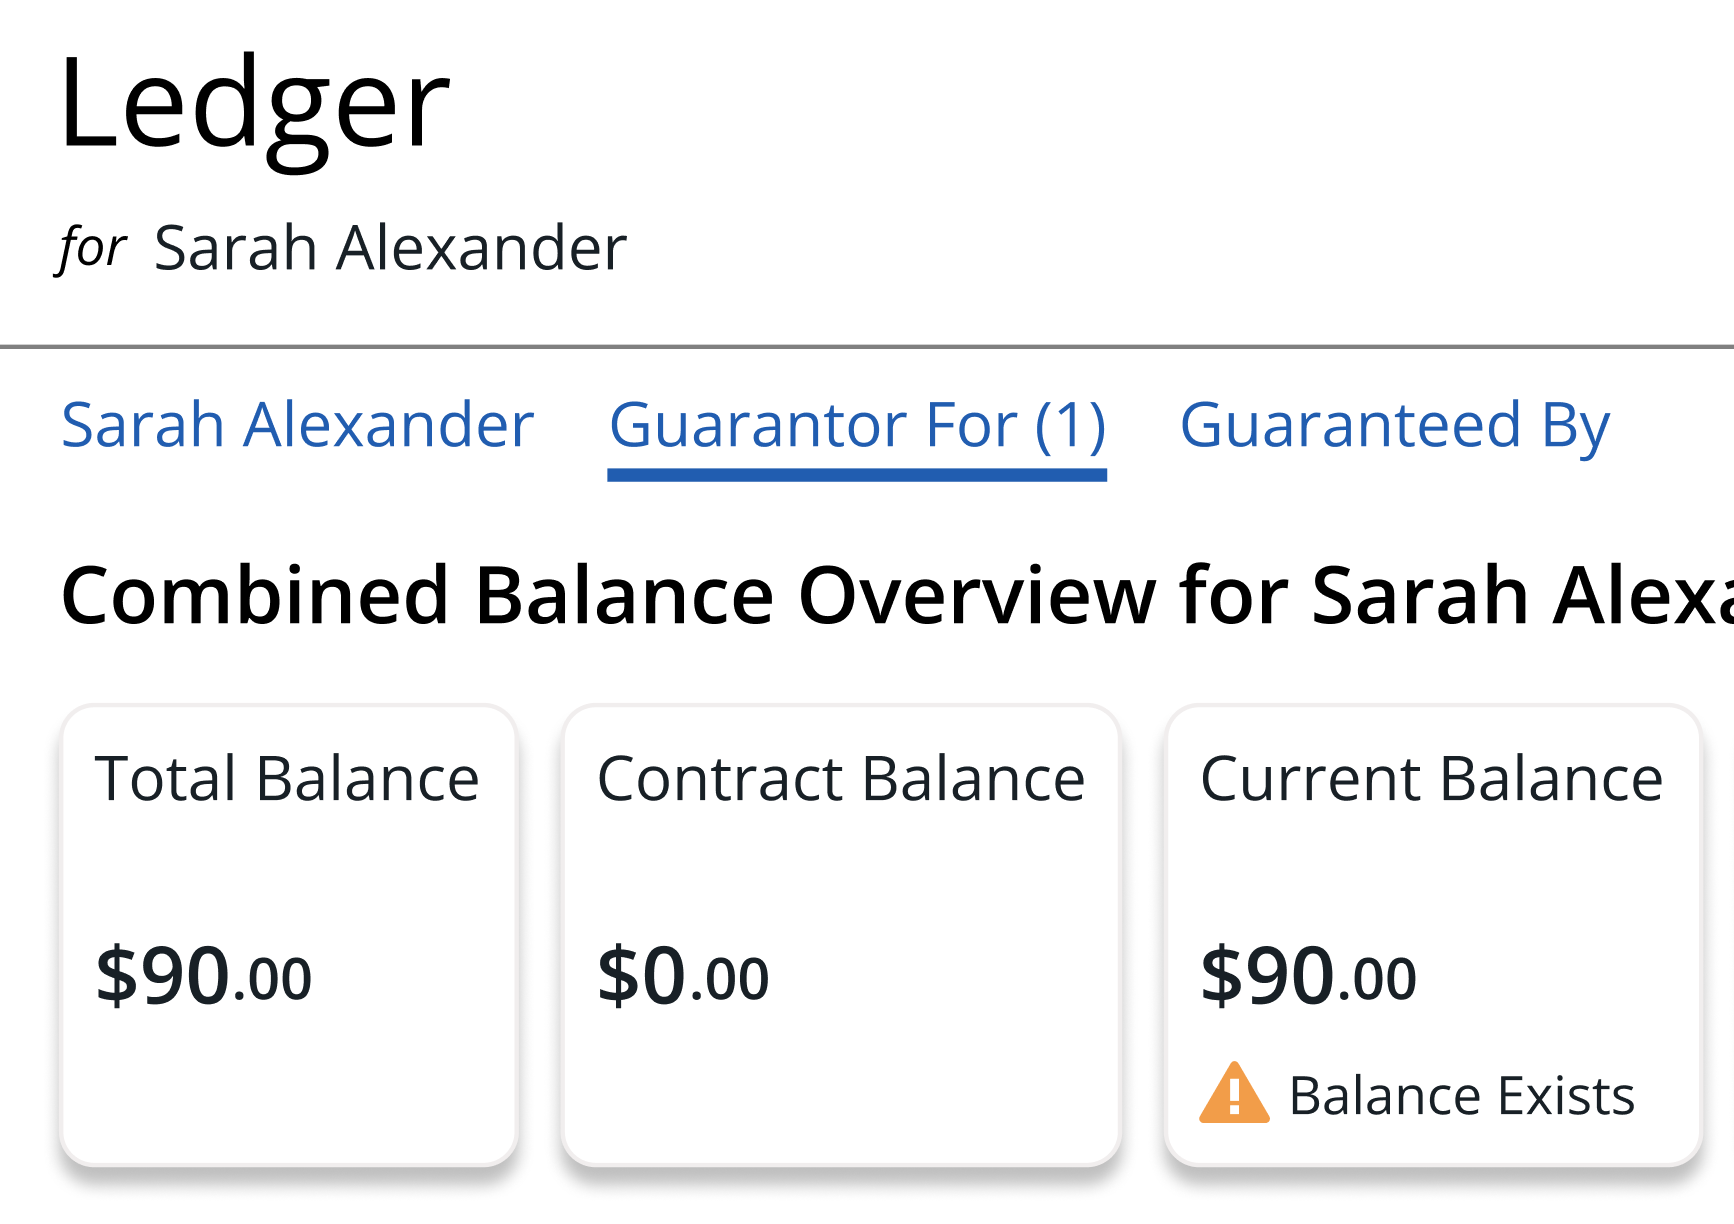 Ledger
for Sarah Alexander
Sarah Alexander Guarantor For (1) Guaranteed By
Combined Balance Overview for Sarah Alexa
Total Balance Contract Balance Current Balance
$90.00 $0.00 $90.00
Balance Exists